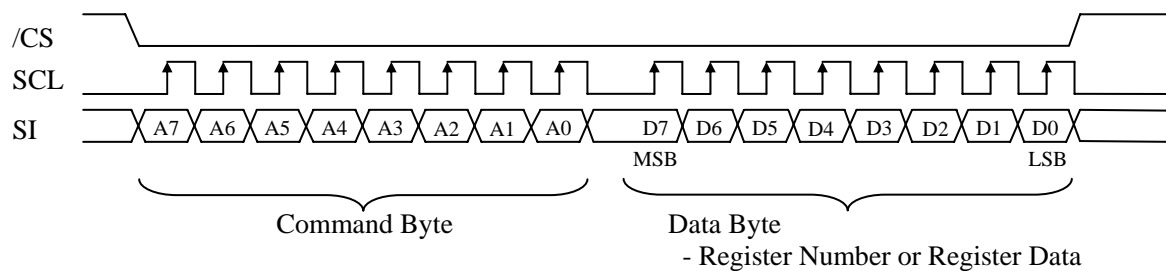 /CS
SCL
SI A7 A6 A5 A4 A3 A2 A1 A0 D7 D6 D5 D4 D3 D2 D1 D0
MSB LSB
Command Byte Data Byte
- Register Number or Register Data